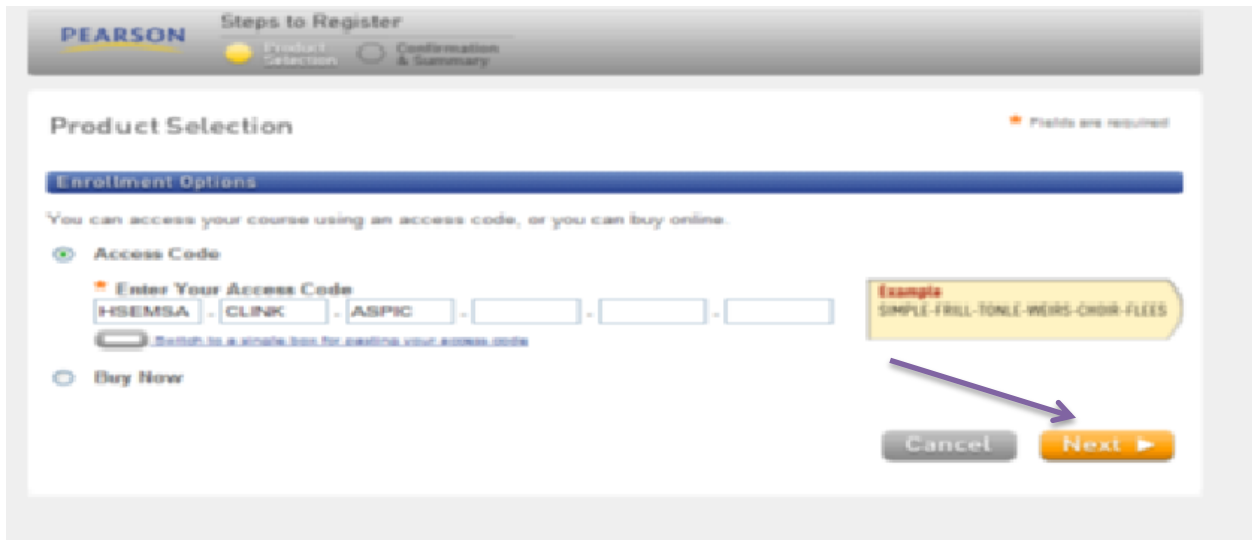 PEARSON
Steps to Register
Product Selection
Confirmation & Summary
Product Selection
* Fields are required
Enrollment Options
You can access your course using an access code, or you can buy online.
Access Code
* Enter Your Access Code
HSEMSA - CLINK - ASPIC - - -
Switch to a single box for pasting your access code
Example
SIMPLE-FRILL-TONLE-WEIRS-CHOIR-FLEES
Buy Now
Cancel
Next